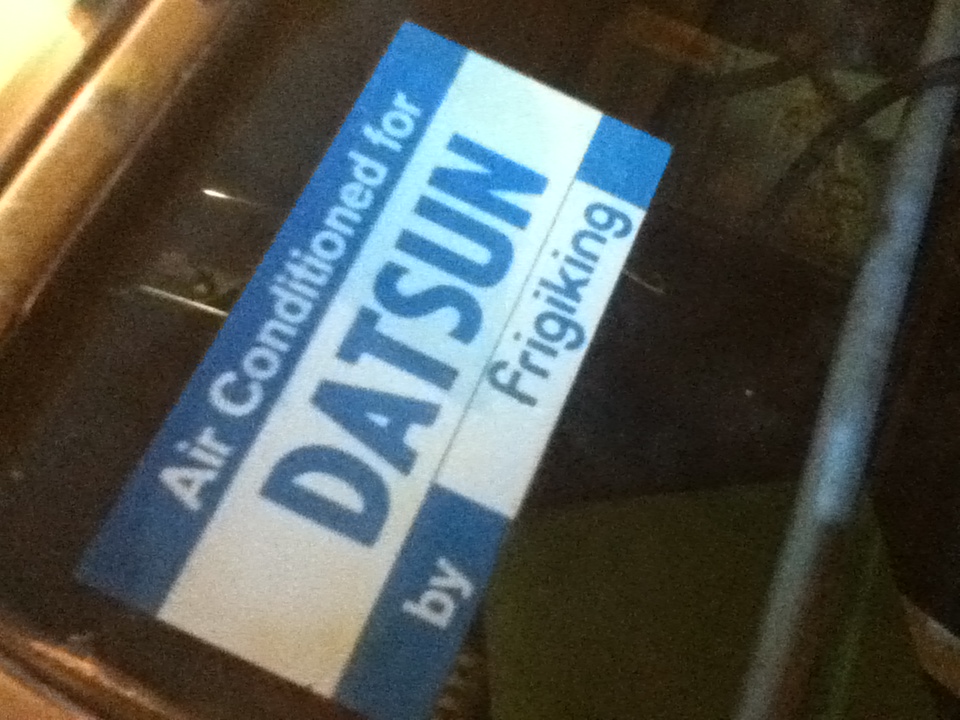 Air Conditioned for
DATSUN
by frigiking